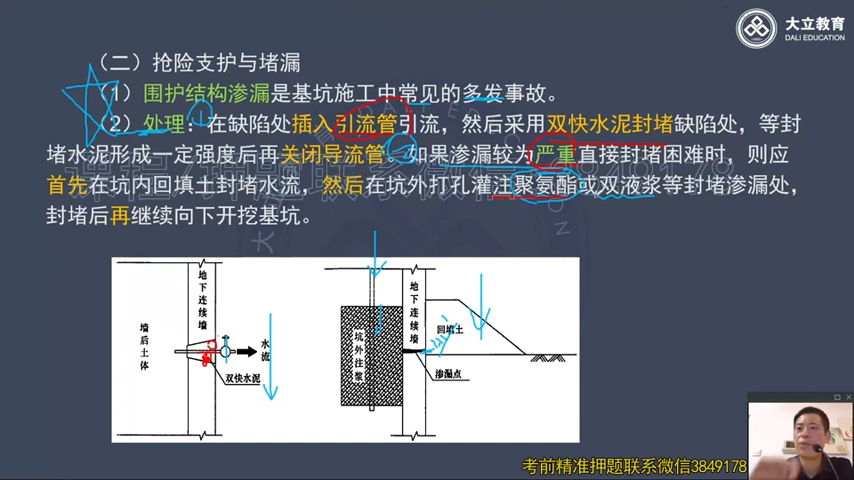 大立教育
DALI EDUCATION
（二）抢险支护与堵漏
（1）围护结构渗漏是基坑施工中常见的多发事故。
（2）处理：在缺陷处插入引流管引流，然后采用双快水泥封堵缺陷处，等封
堵水泥形成一定强度后再关闭导流管。如果渗漏较为严重直接封堵困难时，则应
首先在坑内回填土封堵水流，然后在坑外打孔灌注聚氨酯或双液浆等封堵渗漏处，
封堵后再继续向下开挖基坑。
墙后土体
地下连续墙
水流
双快水泥
坑外注浆
地下连续墙
回填土
渗漏点
考前精准押题联系微信3849178